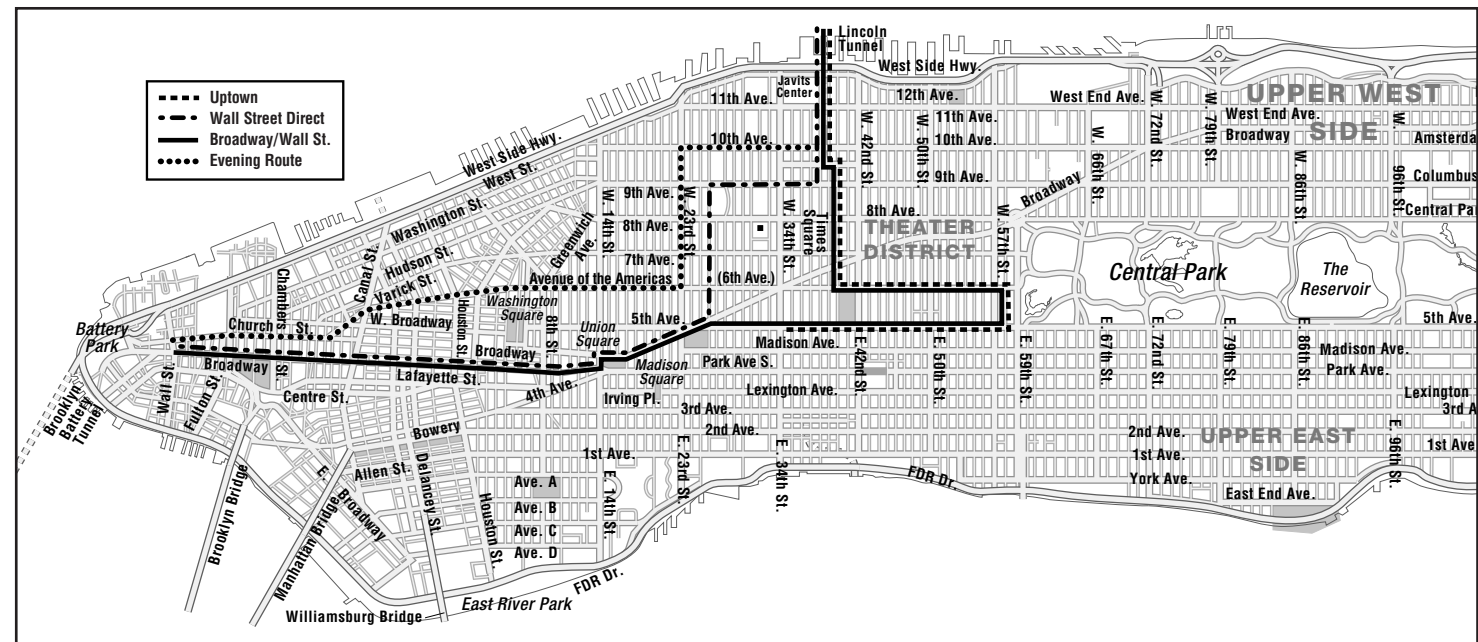 Lincoln
Tunnel
West Side Hwy.
Uptown
Wall Street Direct
Broadway/Wall St.
Evening Route
Javits
Center
11th Ave.
12th Ave.
West End Ave.
UPPER WEST
SIDE
West End Ave.
11th Ave.
10th Ave.
10th Ave.
Broadway
Amsterda
W. 42nd St.
W. 50th St.
W. 66th St.
W. 72nd St.
W. 79th St.
W. 86th St.
W. 96th St.
West Side Hwy.
West St.
Washington St.
9th Ave.
9th Ave.
Columbus
8th Ave.
8th Ave.
Central Par
Broadway
7th Ave.
W. 14th St.
W. 23rd St.
W. 34th St.
Times
Square
THEATER
DISTRICT
W. 57th St.
Greenwich
Ave.
Canal St.
Hudson St.
Varick St.
Chambers St.
Avenue of the Americas
(6th Ave.)
Central Park
The
Reservoir
Washington
Square
W. Broadway
Houston St.
8th St.
Union
Square
Church St.
Battery
Park
5th Ave.
5th Ave.
Broadway
Broadway
Madison Ave.
Madison Ave.
Madison
Square
Park Ave S.
Park Ave.
Lafayette St.
Centre St.
4th Ave.
Irving Pl.
Lexington Ave.
Lexington
3rd Ave.
3rd A
2nd Ave.
2nd Ave.
1st Ave.
1st Ave.
1st Ave.
UPPER EAST
SIDE
E. 42nd St.
E. 50th St.
E. 59th St.
E. 67th St.
E. 72nd St.
E. 79th St.
E. 86th St.
E. 96th St.
Wall St.
Fulton St.
Brooklyn
Battery
Tunnel
Bowery
Allen St.
Delancey St.
E. Broadway
Houston St.
E. 14th St.
E. 23rd St.
E. 34th St.
Ave. A
Ave. B
Ave. C
Ave. D
York Ave.
East End Ave.
FDR Dr.
FDR Dr.
Brooklyn Bridge
Manhattan Bridge
Williamsburg Bridge
East River Park